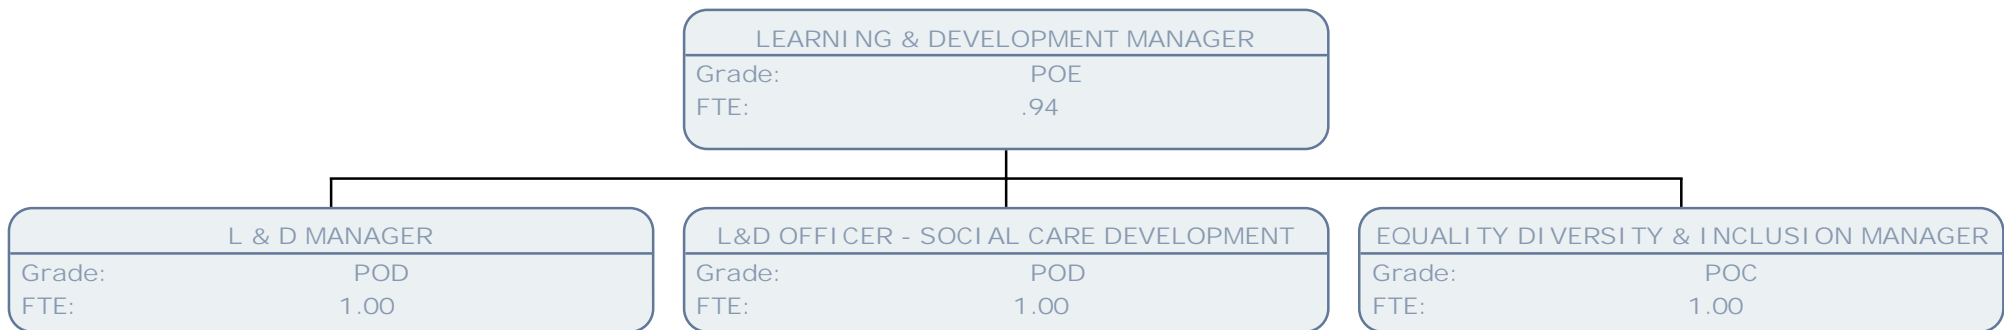 LEARNING & DEVELOPMENT MANAGER
Grade: POE
FTE: .94
L & D MANAGER
Grade: POD
FTE: 1.00
L&D OFFICER - SOCIAL CARE DEVELOPMENT
Grade: POD
FTE: 1.00
EQUALITY DIVERSITY & INCLUSION MANAGER
Grade: POC
FTE: 1.00